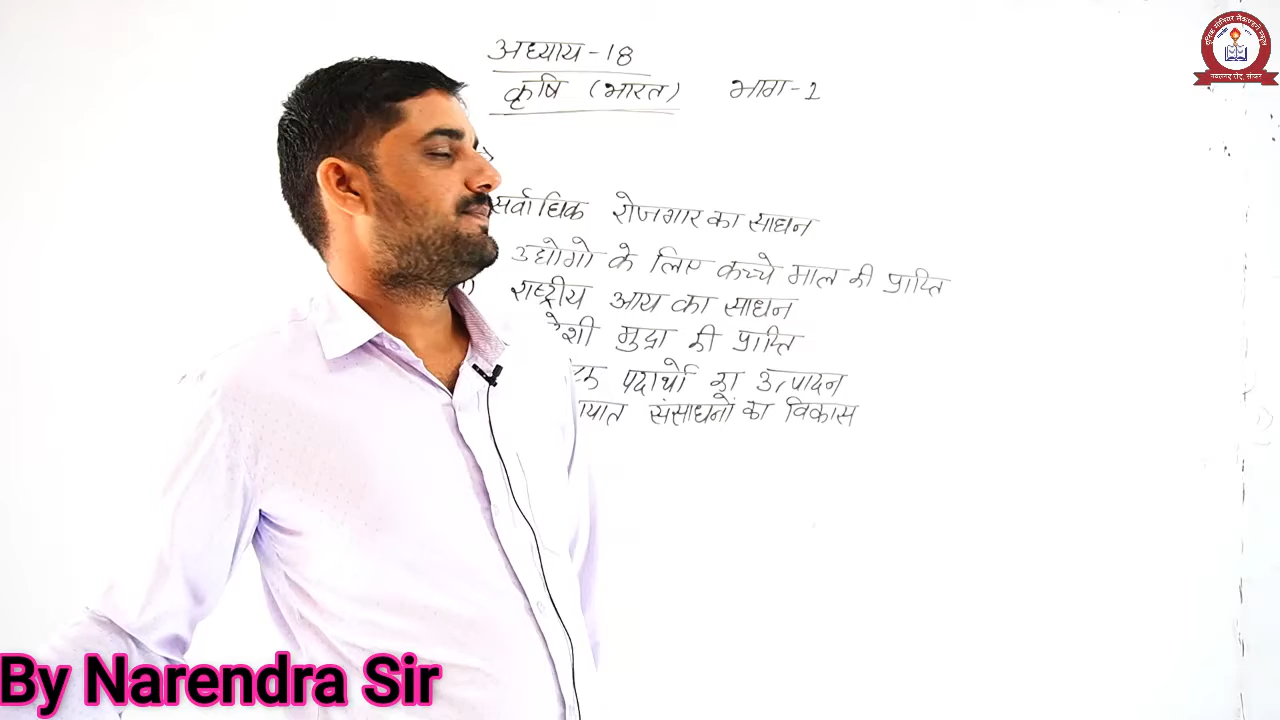 अध्याय-18
कृषि (भारत) भाग-1
सर्वाधिक रोजगार का साधन
उद्योगो के लिए कच्चे माल की प्राप्ति
राष्ट्रीय आय का साधन
मुद्रा की प्राप्ति
पदार्थो का उत्पादन
संसाधनों का विकास
By Narendra Sir